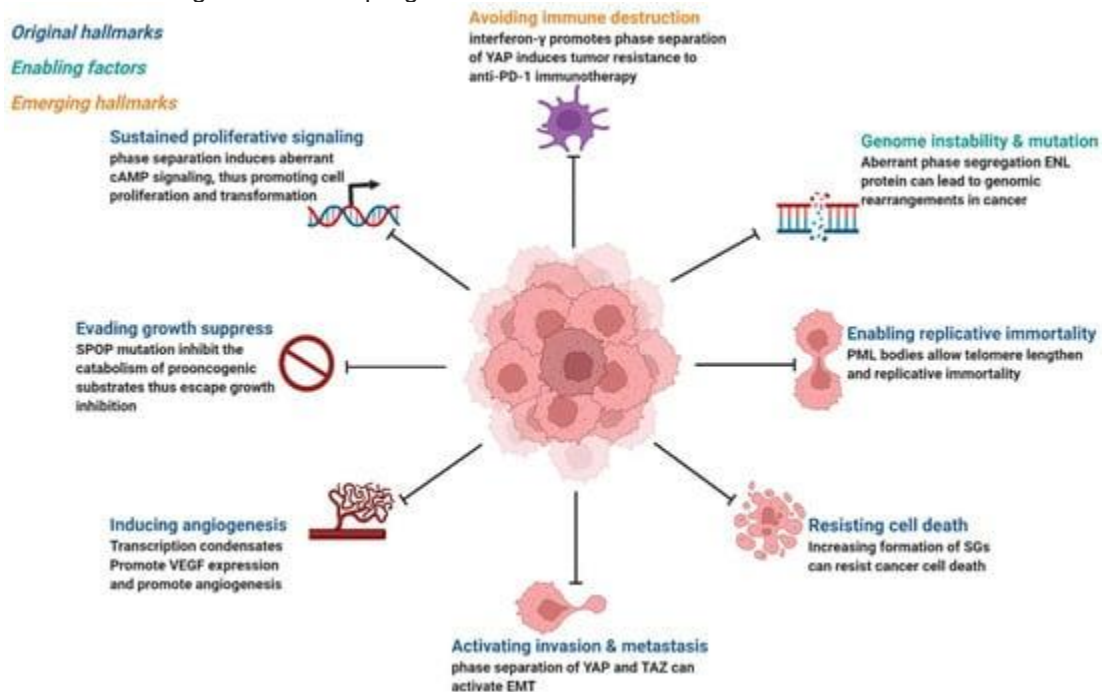 Original hallmarks
Enabling factors
Emerging hallmarks
Avoiding immune destruction
interferon-γ promotes phase separation
of YAP induces tumor resistance to
anti-PD-1 immunotherapy
Sustained proliferative signaling
phase separation induces aberrant
cAMP signaling, thus promoting cell
proliferation and transformation
Genome instability & mutation
Aberrant phase segregation ENL
protein can lead to genomic
rearrangements in cancer
Evading growth suppress
SPOP mutation inhibit the
catabolism of prooncogenic
substrates thus escape growth
inhibition
Enabling replicative immortality
PML bodies allow telomere lengthen
and replicative immortality
Inducing angiogenesis
Transcription condensates
Promote VEGF expression
and promote angiogenesis
Resisting cell death
Increasing formation of SGs
can resist cancer cell death
Activating invasion & metastasis
phase separation of YAP and TAZ can
activate EMT